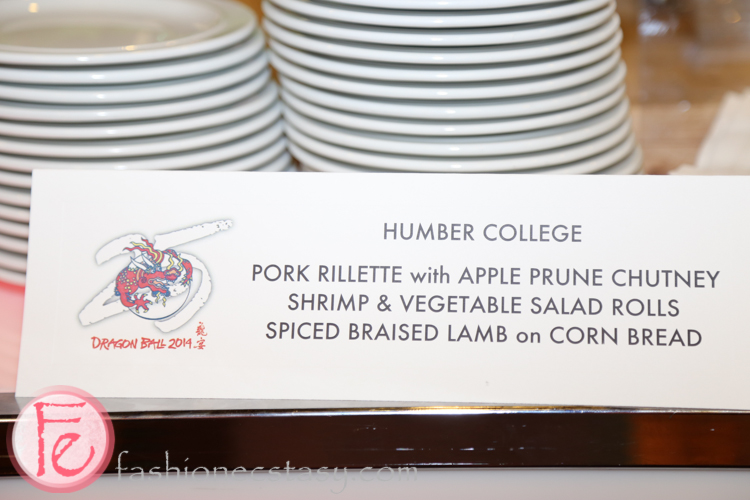 HUMBER COLLEGE
PORK RILLETTE with APPLE PRUNE CHUTNEY
SHRIMP & VEGETABLE SALAD ROLLS
SPICED BRAISED LAMB on CORN BREAD
DRAGON BALL 2014
Fe
fashionecstasy.com